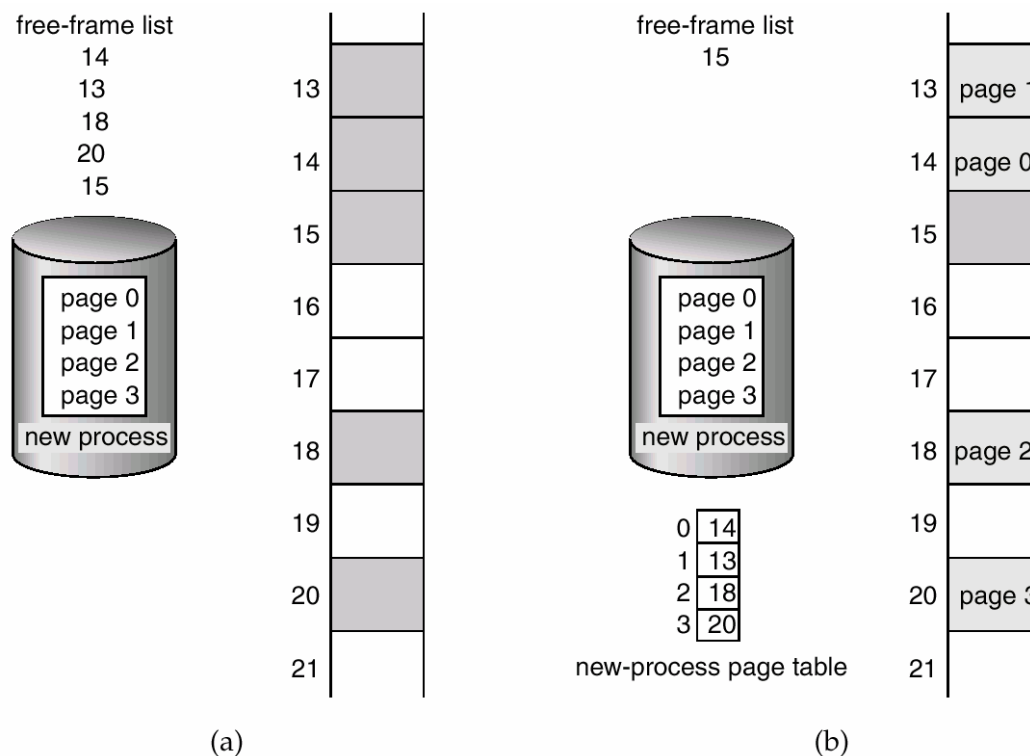 free-frame list
14
13
18
20
15
page 0
page 1
page 2
page 3
new process
13
14
15
16
17
18
19
20
21
(a)
free-frame list
15
page 0
page 1
page 2
page 3
new process
0 14
1 13
2 18
3 20
new-process page table
13 page 1
14 page 0
15
16
17
18 page 2
19
20 page 3
21
(b)